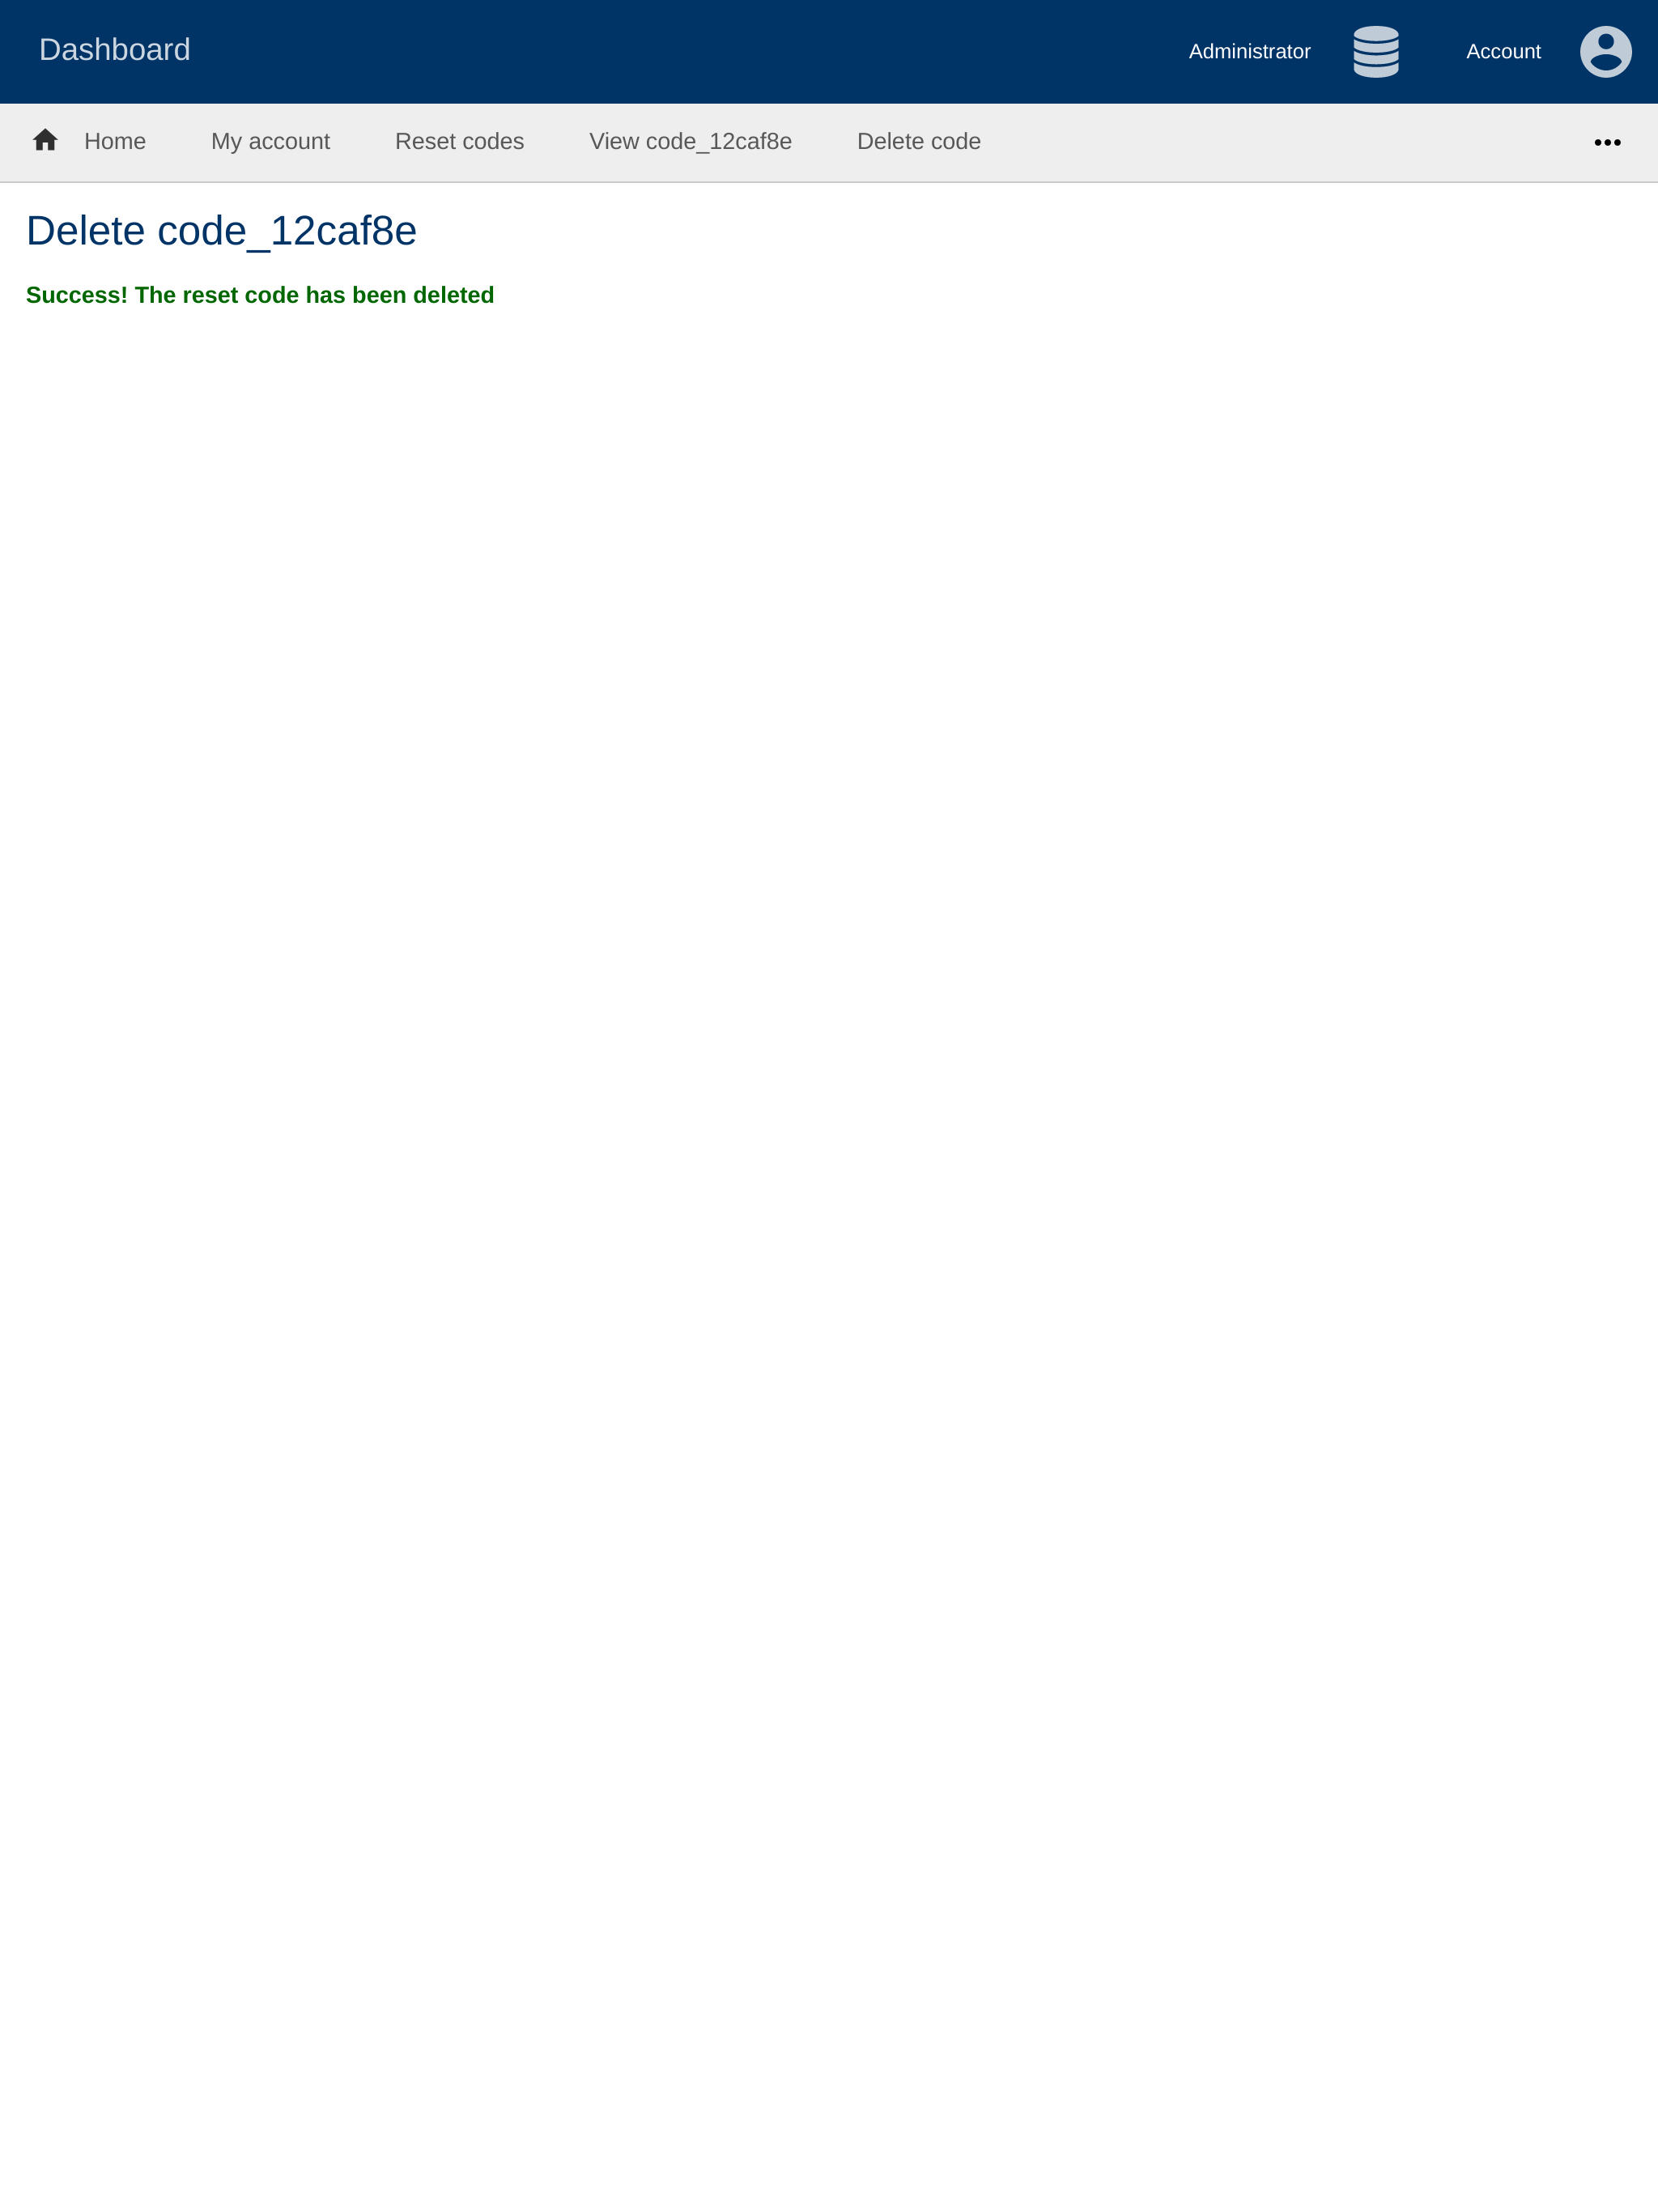 Dashboard
Administrator
Account
Home
My account
Reset codes
View code_12caf8e
Delete code
Delete code_12caf8e
Success! The reset code has been deleted